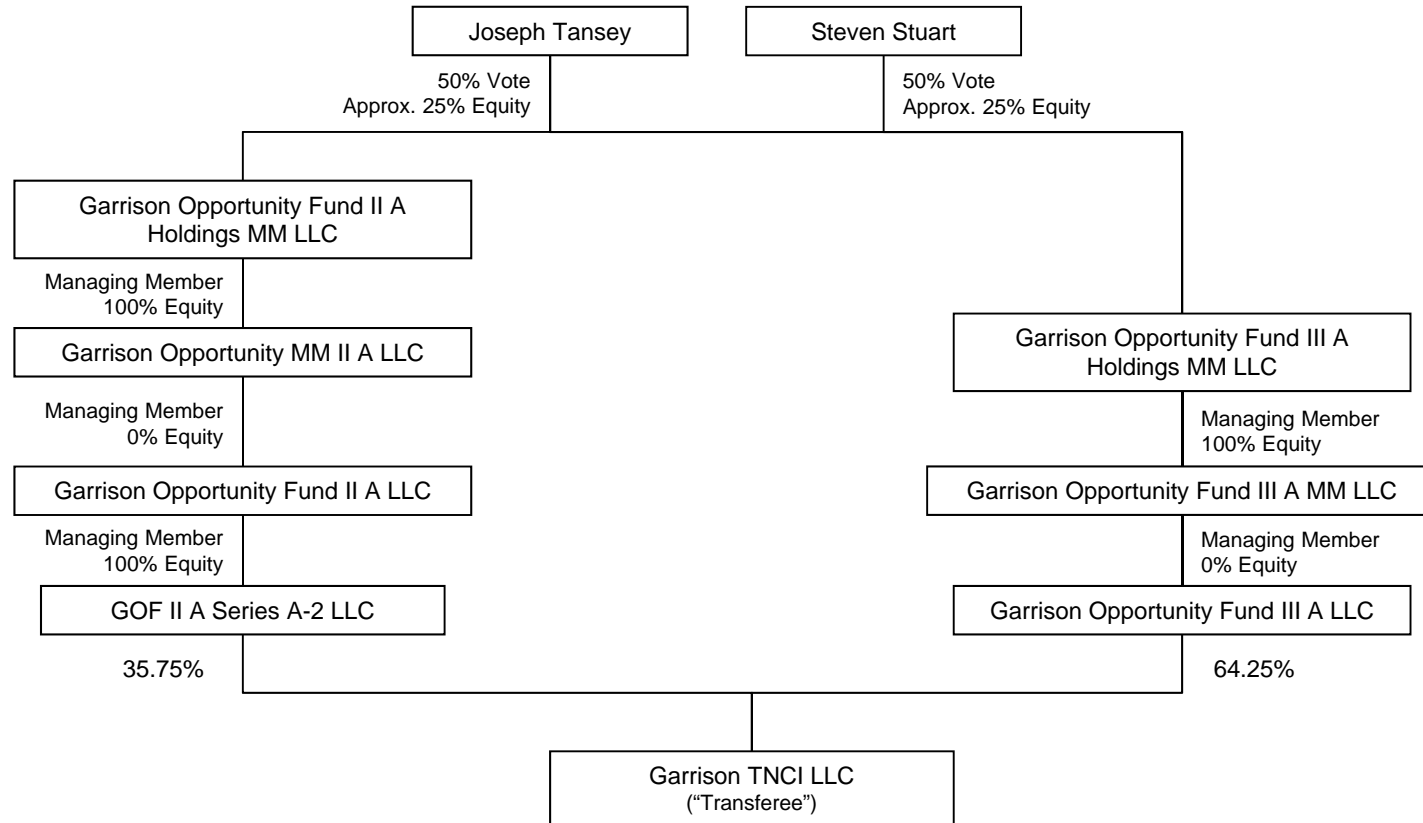 Joseph Tansey
Steven Stuart
50% Vote
Approx. 25% Equity
50% Vote
Approx. 25% Equity
Garrison Opportunity Fund II A
Holdings MM LLC
Managing Member
100% Equity
Garrison Opportunity MM II A LLC
Garrison Opportunity Fund III A
Holdings MM LLC
Managing Member
0% Equity
Managing Member
100% Equity
Garrison Opportunity Fund II A LLC
Garrison Opportunity Fund III A MM LLC
Managing Member
100% Equity
Managing Member
0% Equity
GOF II A Series A-2 LLC
Garrison Opportunity Fund III A LLC
35.75%
64.25%
Garrison TNCI LLC
(“Transferee”)